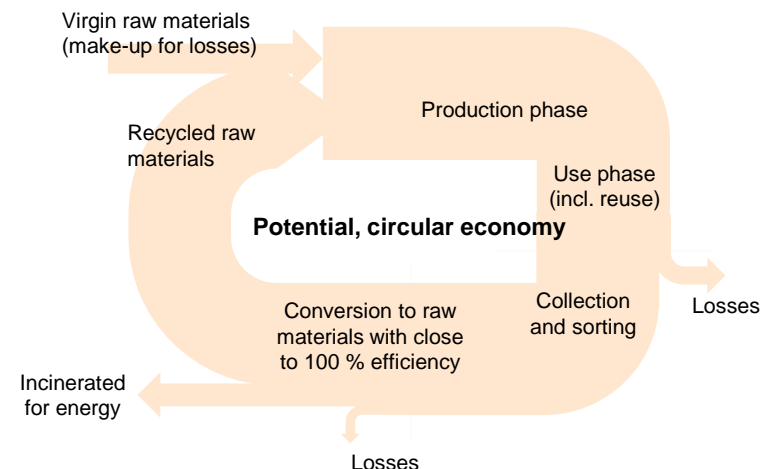 Virgin raw materials
(make-up for losses)
Production phase
Recycled raw
materials
Use phase
(incl. reuse)
Potential, circular economy
Collection
and sorting
Losses
Conversion to raw
materials with close
to 100 % efficiency
Incinerated
for energy
Losses